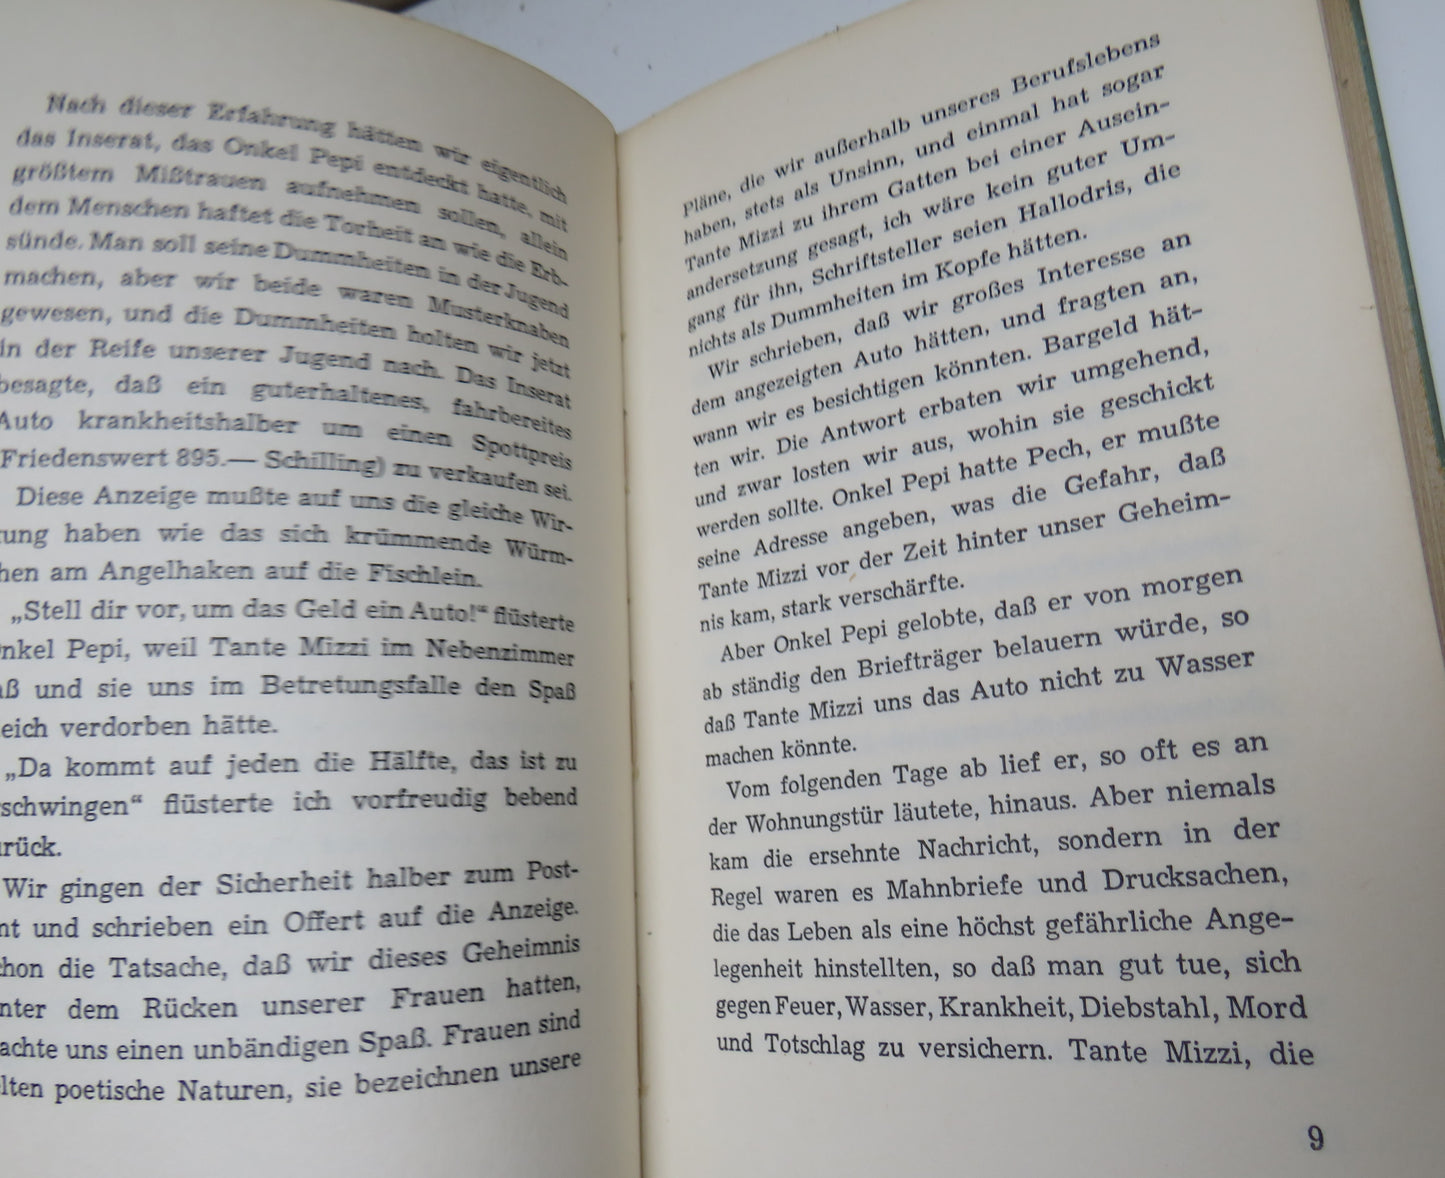 Nach dieser Erfahrung hätten wir eigentlich
das Inserat, das Onkel Pepi entdeckt hatte, mit
größtem Mißtrauen aufnehmen sollen, allein
dem Menschen haftet die Torheit an wie die Erb-
sünde. Man soll seine Dummheiten in der Jugend
machen, aber wir beide waren Musterknaben
gewesen, und die Dummheiten holten wir jetzt
in der Reife unserer Jugend nach. Das Inserat
besagte, daß ein guterhaltenes, fahrbereites
Auto krankheitshalber um einen Spottpreis
(Friedenswert 895.— Schilling) zu verkaufen sei.
Diese Anzeige mußte auf uns die gleiche Wir-
kung haben wie das sich krümmende Würm-
hen am Angelhaken auf die Fischlein.
„Stell dir vor, um das Geld ein Auto!“ flüsterte
Onkel Pepi, weil Tante Mizzi im Nebenzimmer
aß und sie uns im Betretungsfalle den Spaß
eich verdorben hätte.
„Da kommt auf jeden die Hälfte, das ist zu
rschwingen“ flüsterte ich vorfreudig bebend
urück.
Wir gingen der Sicherheit halber zum Post-
nt und schrieben ein Offert auf die Anzeige.
chon die Tatsache, daß wir dieses Geheimnis
nter dem Rücken unserer Frauen hatten,
achte uns einen unbändigen Spaß. Frauen sind
lten poetische Naturen, sie bezeichnen unsere
Pläne, die wir außerhalb unseres Berufslebens
haben, stets als Unsinn, und einmal hat sogar
Tante Mizzi zu ihrem Gatten bei einer Ausein-
andersetzung gesagt, ich wäre kein guter Um-
gang für ihn, Schriftsteller seien Hallodris, die
nichts als Dummheiten im Kopfe hätten.
Wir schrieben, daß wir großes Interesse an
dem angezeigten Auto hätten, und fragten an,
wann wir es besichtigen könnten. Bargeld hät-
ten wir. Die Antwort erbaten wir umgehend,
und zwar losten wir aus, wohin sie geschickt
werden sollte. Onkel Pepi hatte Pech, er mußte
seine Adresse angeben, was die Gefahr, daß
Tante Mizzi vor der Zeit hinter unser Geheim-
nis kam, stark verschärfte.
Aber Onkel Pepi gelobte, daß er von morgen
ab ständig den Briefträger belauern würde, so
daß Tante Mizzi uns das Auto nicht zu Wasser
machen könnte.
Vom folgenden Tage ab lief er, so oft es an
der Wohnungstür läutete, hinaus. Aber niemals
kam die ersehnte Nachricht, sondern in der
Regel waren es Mahnbriefe und Drucksachen,
die das Leben als eine höchst gefährliche Ange-
legenheit hinstellten, so daß man gut tue, sich
gegen Feuer, Wasser, Krankheit, Diebstahl, Mord
und Totschlag zu versichern. Tante Mizzi, die
9